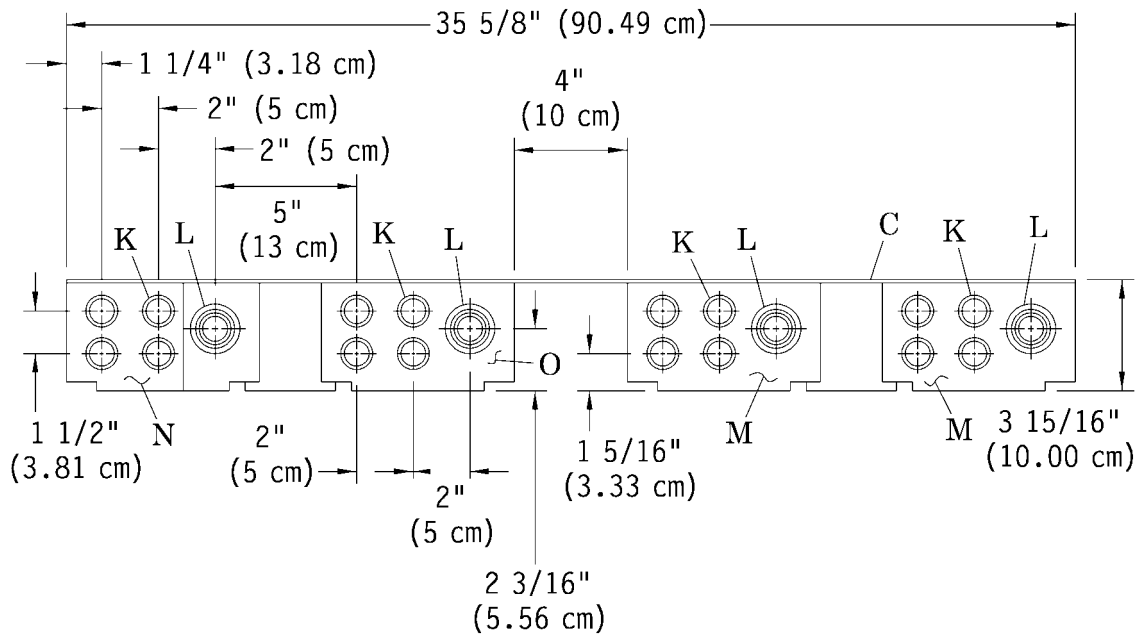 35 5/8" (90.49 cm)
1 1/4" (3.18 cm)
4"
(10 cm)
2" (5 cm)
2" (5 cm)
5"
(13 cm)
K
L
K
L
K
L
C
K
L
O
1 1/2"
(3.81 cm)
N
2"
(5 cm)
2"
(5 cm)
1 5/16"
(3.33 cm)
M
M
3 15/16"
(10.00 cm)
2 3/16"
(5.56 cm)